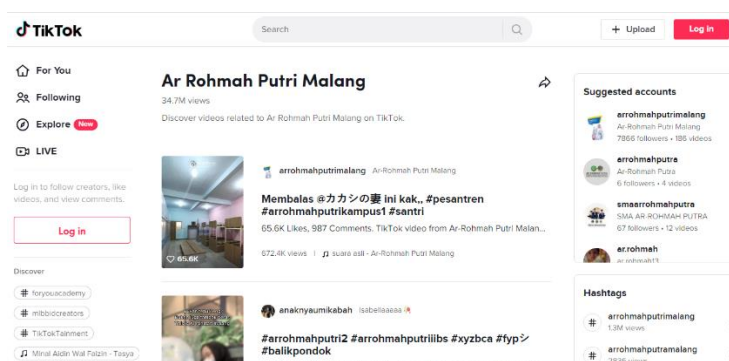 TikTok
Search
+ Upload
Log in
For You
Following
Explore New
LIVE
Log in to follow creators, like
videos, and view comments.
Log in
Discover
# foryouacademy
# mlbbidcreators
# TikTokTainment
Minal Aidin Wal Faizin - Tasya
Ar Rohmah Putri Malang
34.7M views
Discover videos related to Ar Rohmah Putri Malang on TikTok.
65.6K
arrohmahputrimalang Ar-Rohmah Putri Malang
Membalas @カカシの妻 ini kak,, #pesantren
#arrohmahputrikampus1 #santri
65.6K Likes, 987 Comments. TikTok video from Ar-Rohmah Putri Malan...
672.4K views
suara asli - Ar-Rohmah Putri Malang
anaknyaumikabah Isabellaaeaa
#arrohmahputri2 #arrohmahputriiibs #xyzbca #fypシ
#balikpondok
Suggested accounts
arrohmahputrimalang
Ar-Rohmah Putri Malang
7866 followers • 186 videos
arrohmahputra
Ar-Rohmah Putra
6 followers • 4 videos
smaarrohmahputra
SMA AR-ROHMAH PUTRA
67 followers • 12 videos
ar.rohmah
ar.rohmah13
Hashtags
# arrohmahputrimalang
1.3M views
# arrohmahputramalang